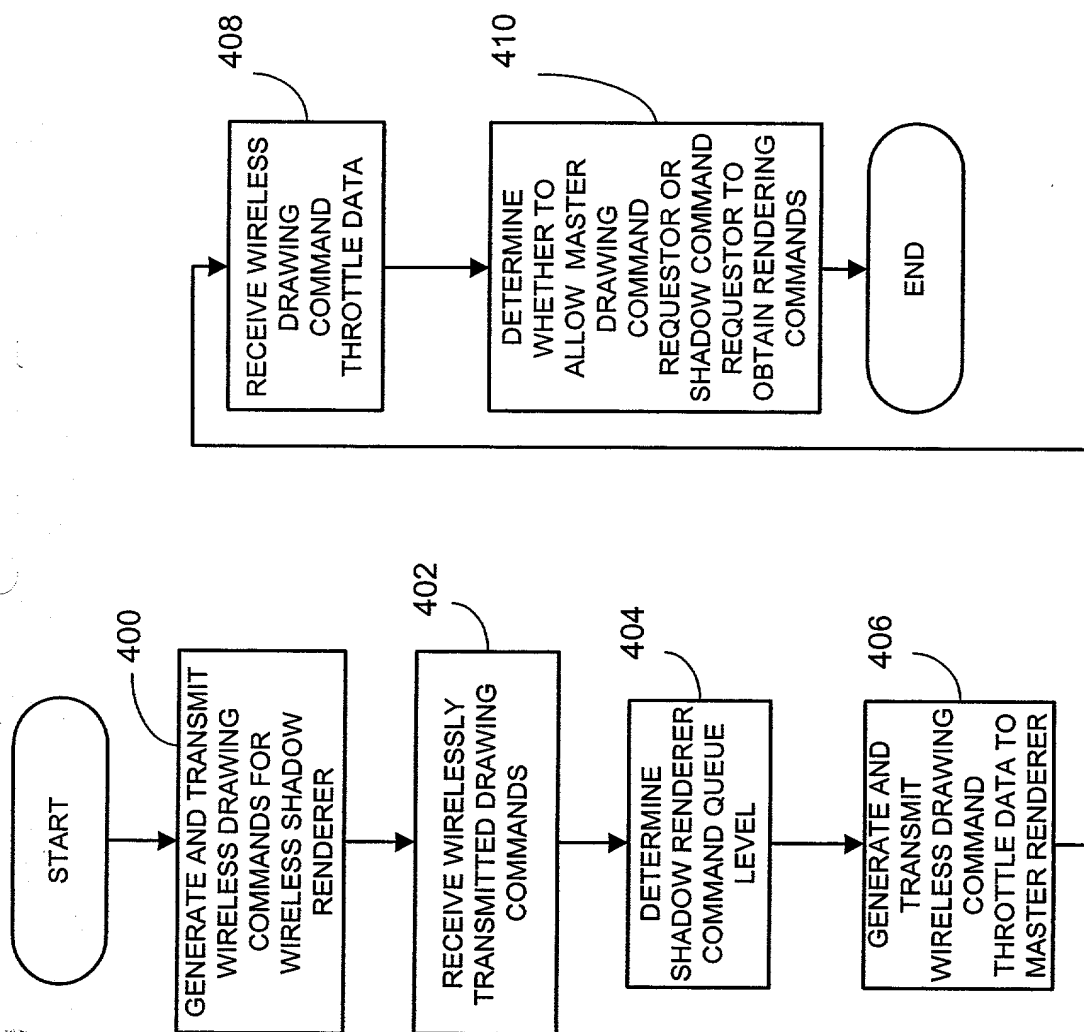 START
400
GENERATE AND TRANSMIT
WIRELESS DRAWING
COMMANDS FOR
WIRELESS SHADOW
RENDERER
402
RECEIVE WIRELESSLY
TRANSMITTED DRAWING
COMMANDS
404
DETERMINE
SHADOW RENDERER
COMMAND QUEUE
LEVEL
406
GENERATE AND
TRANSMIT
WIRELESS DRAWING
COMMAND
THROTTLE DATA TO
MASTER RENDERER
408
RECEIVE WIRELESS
DRAWING
COMMAND
THROTTLE DATA
410
DETERMINE
WHETHER TO
ALLOW MASTER
DRAWING
COMMAND
REQUESTOR OR
SHADOW COMMAND
REQUESTOR TO
OBTAIN RENDERING
COMMANDS
END